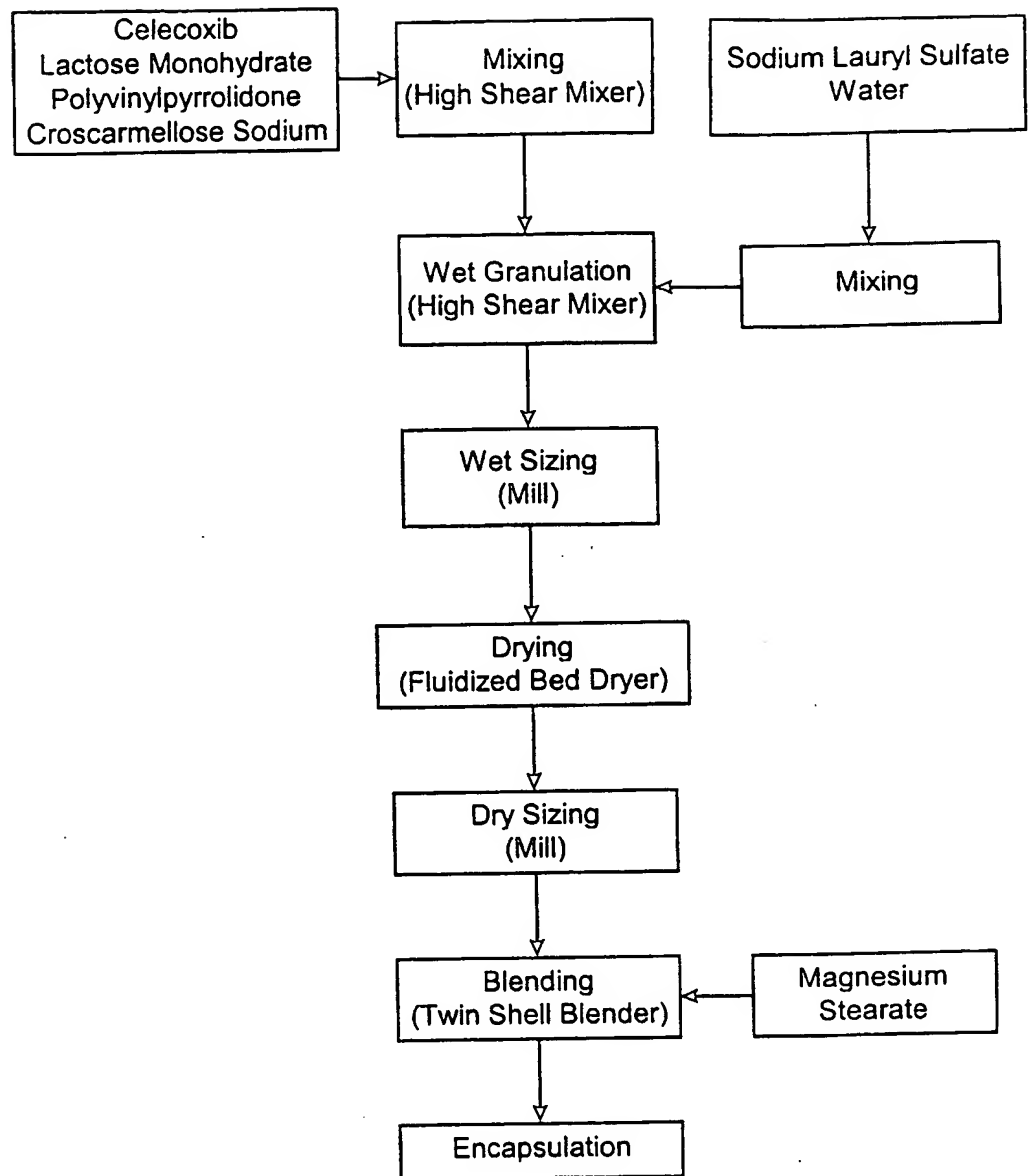 Celecoxib
Lactose Monohydrate
Polyvinylpyrrolidone
Croscarmellose Sodium
Mixing
(High Shear Mixer)
Sodium Lauryl Sulfate
Water
Wet Granulation
(High Shear Mixer)
Mixing
Wet Sizing
(Mill)
Drying
(Fluidized Bed Dryer)
Dry Sizing
(Mill)
Blending
(Twin Shell Blender)
Magnesium
Stearate
Encapsulation